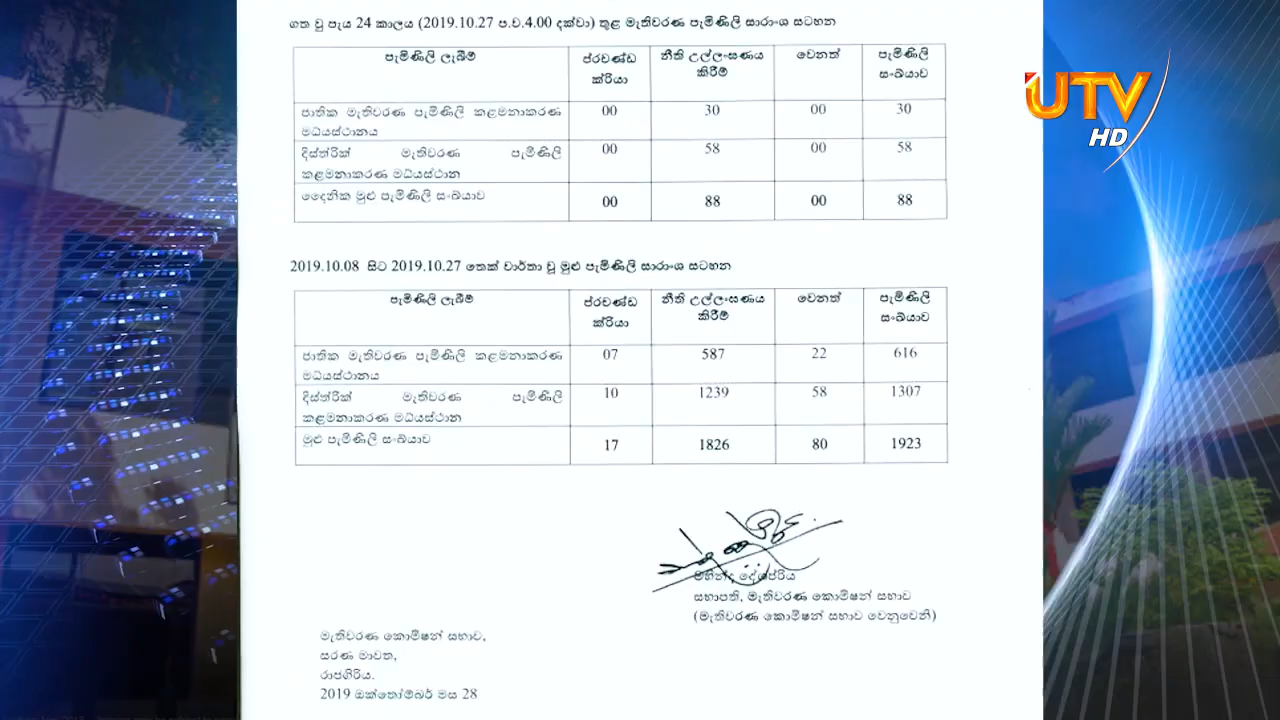 ගත වු පැය 24 කාලය (2019.10.27 ප.ව.4.00 දක්වා) තුළ මැතිවරණ පැමිණිලි සාරාංශ සටහන
පැමිණිලි ලැබීම් ප්රචණ්ඩ ක්රියා නීති උල්ලංඝණය කිරීම් වෙනත් පැමිණිලි සංඛ්යාව
ජාතික මැතිවරණ පැමිණිලි කළමනාකරණ 00 30 00 30
මධ්යස්ථානය
දිස්ත්රික් මැතිවරණ පැමිණිලි 00 58 00 58
කළමනාකරණ මධ්යස්ථාන
දෛනික මුළු පැමිණිලි සංඛ්යාව 00 88 00 88
2019.10.08 සිට 2019.10.27 තෙක් වාර්තා වූ මුළු පැමිණිලි සාරාංශ සටහන
පැමිණිලි ලැබීම් ප්රචණ්ඩ ක්රියා නීති උල්ලංඝණය කිරීම් වෙනත් පැමිණිලි සංඛ්යාව
ජාතික මැතිවරණ පැමිණිලි කළමනාකරණ 07 587 22 616
මධ්යස්ථානය
දිස්ත්රික් මැතිවරණ පැමිණිලි 10 1239 58 1307
කළමනාකරණ මධ්යස්ථාන
මුළු පැමිණිලි සංඛ්යාව 17 1826 80 1923
මහින්ද දේශප්රිය
සභාපති, මැතිවරණ කොමිෂන් සභාව
(මැතිවරණ කොමිෂන් සභාව වෙනුවෙනි)
මැතිවරණ කොමිෂන් සභාව,
සරණ මාවත,
රාජගිරිය.
2019 ඔක්තෝම්බර් මස 28
UTV
HD